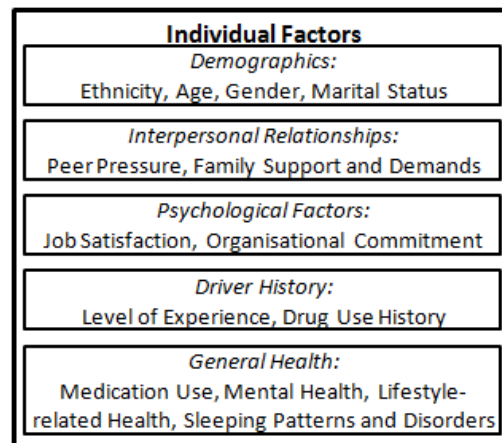 Individual Factors
Demographics:
Ethnicity, Age, Gender, Marital Status
Interpersonal Relationships:
Peer Pressure, Family Support and Demands
Psychological Factors:
Job Satisfaction, Organisational Commitment
Driver History:
Level of Experience, Drug Use History
General Health:
Medication Use, Mental Health, Lifestyle-
related Health, Sleeping Patterns and Disorders